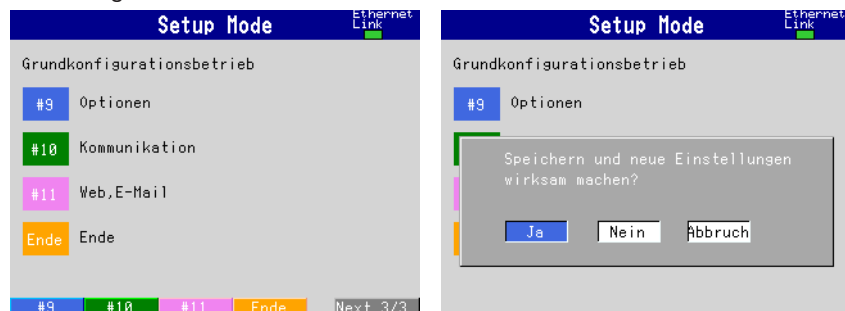 Setup Mode
Ethernet
Link
Grundkonfigurationsbetrieb
#9 Optionen
#10 Kommunikation
#11 Web,E-Mail
Ende Ende
#9 #10 #11 Ende Next 3/3
Setup Mode
Ethernet
Link
Grundkonfigurationsbetrieb
#9 Optionen
Speichern und neue Einstellungen
wirksam machen?
Ja Nein Abbruch